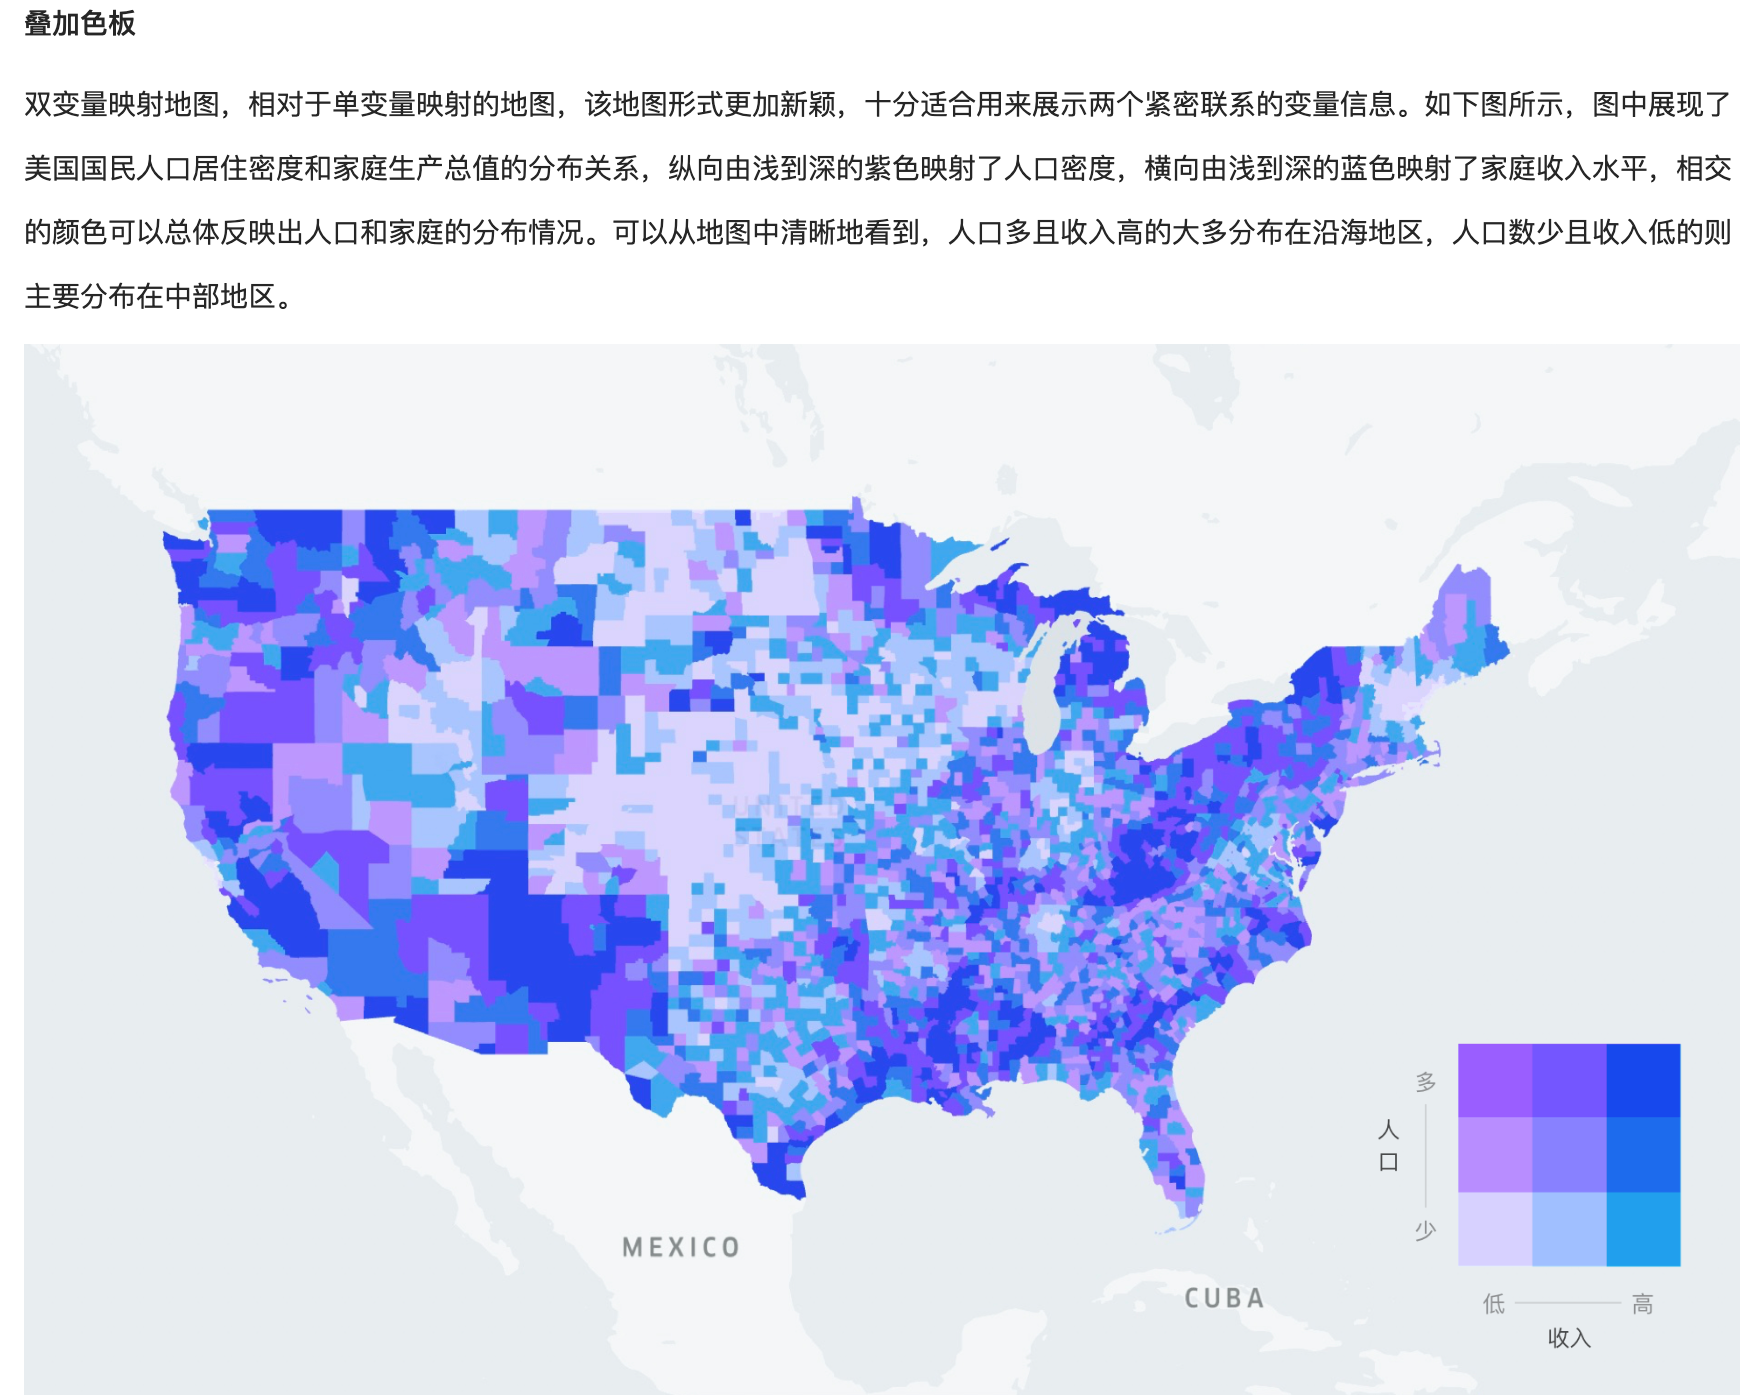 叠加色板
双变量映射地图，相对于单变量映射的地图，该地图形式更加新颖，十分适合用来展示两个紧密联系的变量信息。如下图所示，图中展现了
美国国民人口居住密度和家庭生产总值的分布关系，纵向由浅到深的紫色映射了人口密度，横向由浅到深的蓝色映射了家庭收入水平，相交
的颜色可以总体反映出人口和家庭的分布情况。可以从地图中清晰地看到，人口多且收入高的大多分布在沿海地区，人口数少且收入低的则
主要分布在中部地区。
UNITED
多
人口
少
MEXICO
CUBA
低
高
收入